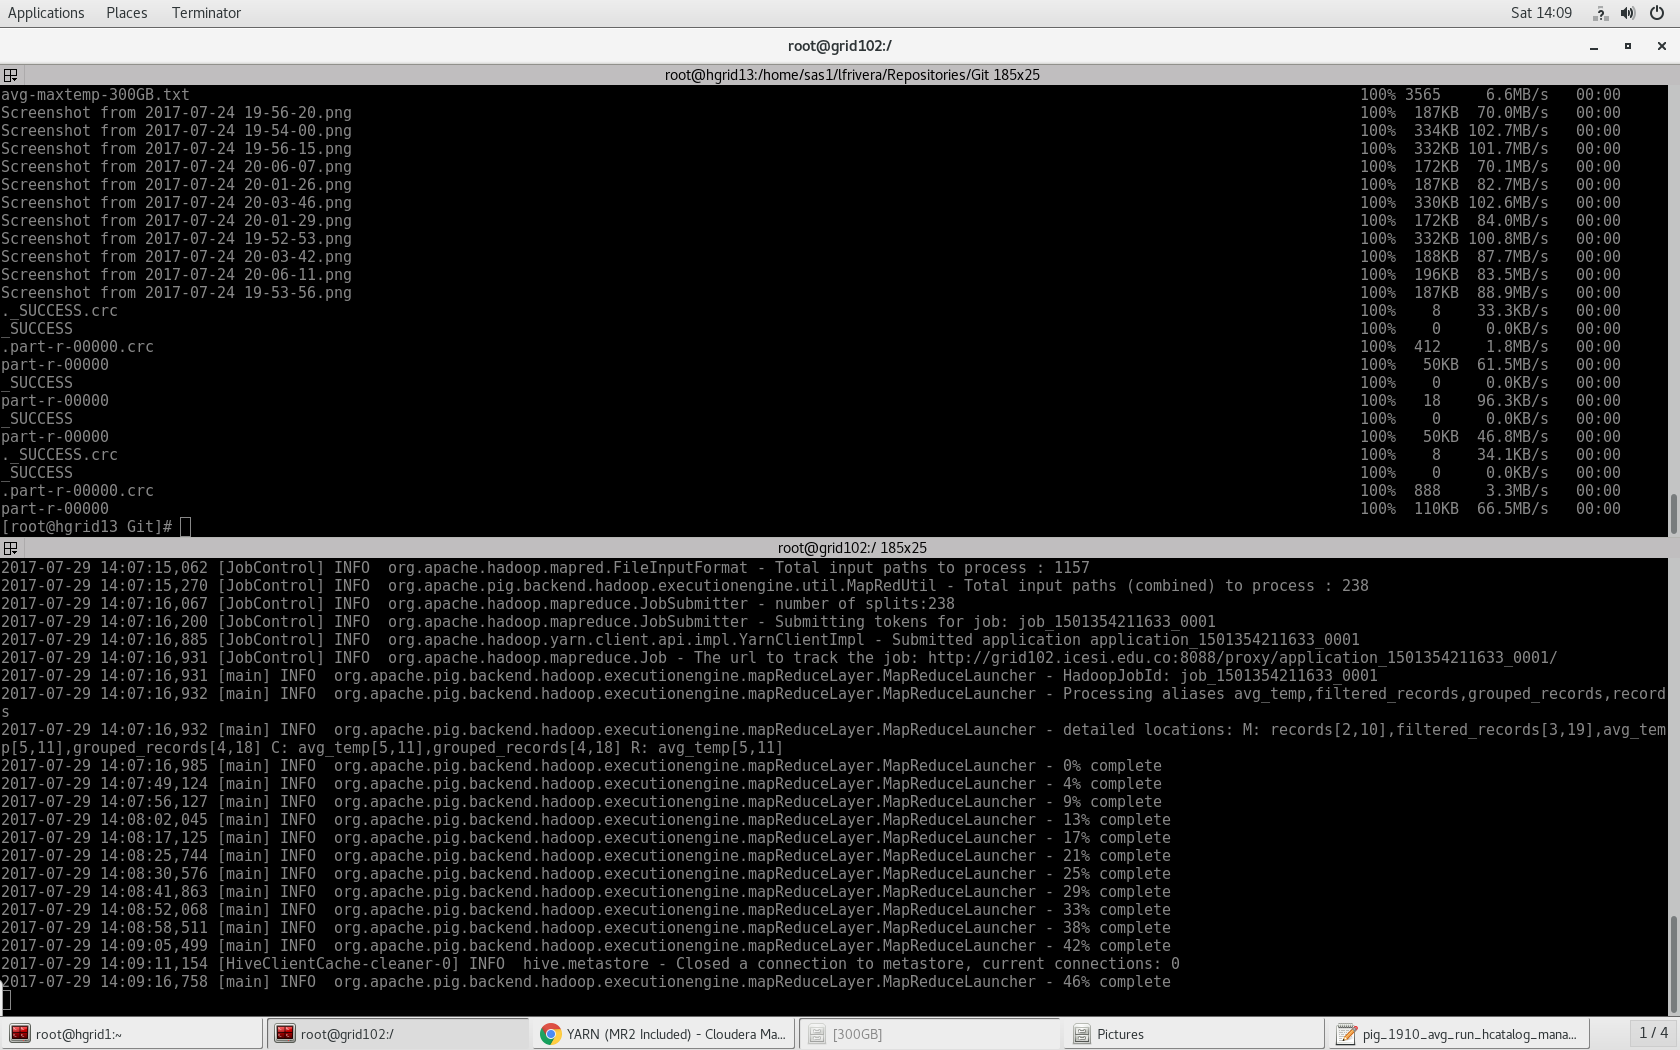 Applications Places Terminator Sat 14:09
root@grid102:/
root@hgrid13:/home/sas1/lfrivera/Repositories/Git 185x25
avg-maxtemp-300GB.txt 100% 3565 6.6MB/s 00:00
Screenshot from 2017-07-24 19-56-20.png 100% 187KB 70.0MB/s 00:00
Screenshot from 2017-07-24 19-54-00.png 100% 334KB 102.7MB/s 00:00
Screenshot from 2017-07-24 19-56-15.png 100% 332KB 101.7MB/s 00:00
Screenshot from 2017-07-24 20-06-07.png 100% 172KB 70.1MB/s 00:00
Screenshot from 2017-07-24 20-01-26.png 100% 187KB 82.7MB/s 00:00
Screenshot from 2017-07-24 20-03-46.png 100% 330KB 102.6MB/s 00:00
Screenshot from 2017-07-24 20-01-29.png 100% 172KB 84.0MB/s 00:00
Screenshot from 2017-07-24 19-52-53.png 100% 332KB 100.8MB/s 00:00
Screenshot from 2017-07-24 20-03-42.png 100% 188KB 87.7MB/s 00:00
Screenshot from 2017-07-24 20-06-11.png 100% 196KB 83.5MB/s 00:00
Screenshot from 2017-07-24 19-53-56.png 100% 187KB 88.9MB/s 00:00
._SUCCESS.crc 100% 8 33.3KB/s 00:00
_SUCCESS 100% 0 0.0KB/s 00:00
.part-r-00000.crc 100% 412 1.8MB/s 00:00
part-r-00000 100% 50KB 61.5MB/s 00:00
_SUCCESS 100% 0 0.0KB/s 00:00
part-r-00000 100% 18 96.3KB/s 00:00
_SUCCESS 100% 0 0.0KB/s 00:00
part-r-00000 100% 50KB 46.8MB/s 00:00
._SUCCESS.crc 100% 8 34.1KB/s 00:00
_SUCCESS 100% 0 0.0KB/s 00:00
.part-r-00000.crc 100% 888 3.3MB/s 00:00
part-r-00000 100% 110KB 66.5MB/s 00:00
[root@hgrid13 Git]#
root@grid102:/ 185x25
2017-07-29 14:07:15,062 [JobControl] INFO  org.apache.hadoop.mapred.FileInputFormat - Total input paths to process : 1157
2017-07-29 14:07:15,270 [JobControl] INFO  org.apache.pig.backend.hadoop.executionengine.util.MapRedUtil - Total input paths (combined) to process : 238
2017-07-29 14:07:16,067 [JobControl] INFO  org.apache.hadoop.mapreduce.JobSubmitter - number of splits:238
2017-07-29 14:07:16,200 [JobControl] INFO  org.apache.hadoop.mapreduce.JobSubmitter - Submitting tokens for job: job_1501354211633_0001
2017-07-29 14:07:16,885 [JobControl] INFO  org.apache.hadoop.yarn.client.api.impl.YarnClientImpl - Submitted application application_1501354211633_0001
2017-07-29 14:07:16,931 [JobControl] INFO  org.apache.hadoop.mapreduce.Job - The url to track the job: http://grid102.icesi.edu.co:8088/proxy/application_1501354211633_0001/
2017-07-29 14:07:16,931 [main] INFO  org.apache.pig.backend.hadoop.executionengine.mapReduceLayer.MapReduceLauncher - HadoopJobId: job_1501354211633_0001
2017-07-29 14:07:16,932 [main] INFO  org.apache.pig.backend.hadoop.executionengine.mapReduceLayer.MapReduceLauncher - Processing aliases avg_temp,filtered_records,grouped_records,record
s
2017-07-29 14:07:16,932 [main] INFO  org.apache.pig.backend.hadoop.executionengine.mapReduceLayer.MapReduceLauncher - detailed locations: M: records[2,10],filtered_records[3,19],avg_tem
p[5,11],grouped_records[4,18] C: avg_temp[5,11],grouped_records[4,18] R: avg_temp[5,11]
2017-07-29 14:07:16,985 [main] INFO  org.apache.pig.backend.hadoop.executionengine.mapReduceLayer.MapReduceLauncher - 0% complete
2017-07-29 14:07:49,124 [main] INFO  org.apache.pig.backend.hadoop.executionengine.mapReduceLayer.MapReduceLauncher - 4% complete
2017-07-29 14:07:56,127 [main] INFO  org.apache.pig.backend.hadoop.executionengine.mapReduceLayer.MapReduceLauncher - 9% complete
2017-07-29 14:08:02,045 [main] INFO  org.apache.pig.backend.hadoop.executionengine.mapReduceLayer.MapReduceLauncher - 13% complete
2017-07-29 14:08:17,125 [main] INFO  org.apache.pig.backend.hadoop.executionengine.mapReduceLayer.MapReduceLauncher - 17% complete
2017-07-29 14:08:25,744 [main] INFO  org.apache.pig.backend.hadoop.executionengine.mapReduceLayer.MapReduceLauncher - 21% complete
2017-07-29 14:08:30,576 [main] INFO  org.apache.pig.backend.hadoop.executionengine.mapReduceLayer.MapReduceLauncher - 25% complete
2017-07-29 14:08:41,863 [main] INFO  org.apache.pig.backend.hadoop.executionengine.mapReduceLayer.MapReduceLauncher - 29% complete
2017-07-29 14:08:52,068 [main] INFO  org.apache.pig.backend.hadoop.executionengine.mapReduceLayer.MapReduceLauncher - 33% complete
2017-07-29 14:08:58,511 [main] INFO  org.apache.pig.backend.hadoop.executionengine.mapReduceLayer.MapReduceLauncher - 38% complete
2017-07-29 14:09:05,499 [main] INFO  org.apache.pig.backend.hadoop.executionengine.mapReduceLayer.MapReduceLauncher - 42% complete
2017-07-29 14:09:11,154 [HiveClientCache-cleaner-0] INFO  hive.metastore - Closed a connection to metastore, current connections: 0
2017-07-29 14:09:16,758 [main] INFO  org.apache.pig.backend.hadoop.executionengine.mapReduceLayer.MapReduceLauncher - 46% complete
root@hgrid1:~ root@grid102:/ YARN (MR2 Included) - Cloudera Ma... [300GB] Pictures pig_1910_avg_run_hcatalog_mana... 1 / 4